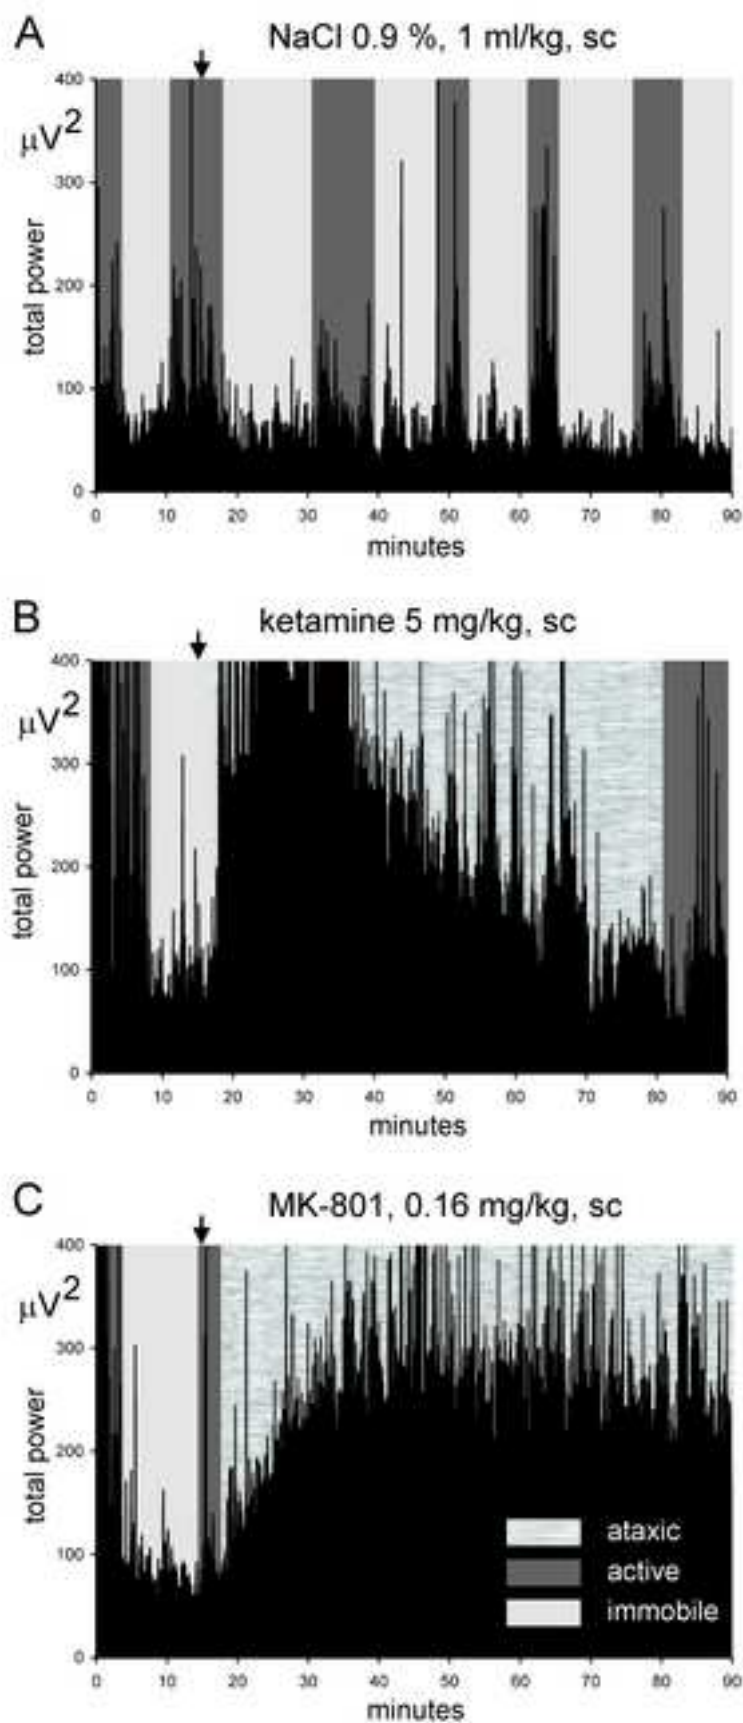 A
NaCl 0.9 %, 1 ml/kg, sc
400
μV2
300
total power
200
100
0
0 10 20 30 40 50 60 70 80 90
minutes
B
ketamine 5 mg/kg, sc
400
μV2
300
total power
200
100
0
0 10 20 30 40 50 60 70 80 90
minutes
C
MK-801, 0.16 mg/kg, sc
400
μV2
300
total power
200
100
0
ataxic
active
immobile
0 10 20 30 40 50 60 70 80 90
minutes